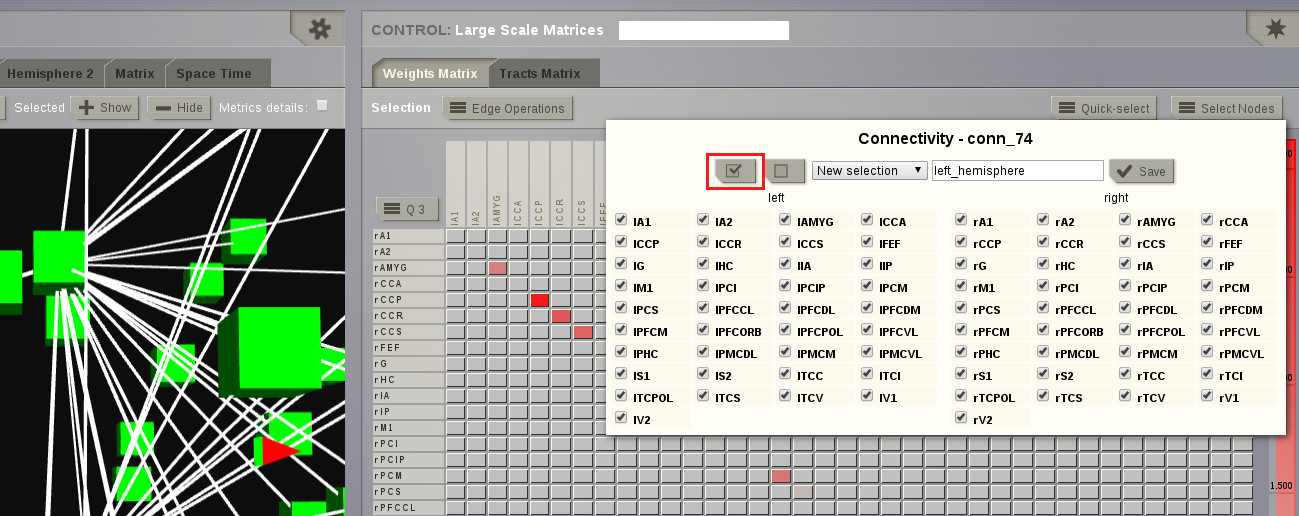 CONTROL: Large Scale Matrices
Hemisphere 2 Matrix Space Time
Weights Matrix Tracts Matrix
Selected Show Hide Metrics details:
Selection Edge Operations Quick-select Select Nodes
Connectivity - conn_74
New selection left_hemisphere Save
left right
Q 3
lA1 lA2 lAMYG lCCA lCCP lCCR lCCS lFEF
lA1 lA2 lAMYG lCCA rA1 rA2 rAMYG rCCA
lCCP lCCR lCCS lFEF rCCP rCCR rCCS rFEF
lG lHC lIA lIP rG rHC rIA rIP
lM1 lPCI lPCIP lPCM rM1 rPCI rPCIP rPCM
lPCS lPFCCL lPFCDL lPFCDM rPCS rPFCCL rPFCDL rPFCDM
lPFCM lPFCORB lPFCPOL lPFCVL rPFCM rPFCORB rPFCPOL rPFCVL
lPHC lPMCDL lPMCM lPMCVL rPHC rPMCDL rPMCM rPMCVL
lS1 lS2 lTCC lTCI rS1 rS2 rTCC rTCI
lTCPOL lTCS lTCV lV1 rTCPOL rTCS rTCV rV1
lV2 rV2
rA1
rA2
rAMYG
rCCA
rCCP
rCCR
rCCS
rFEF
rG
rHC
rIA
rIP
rM1
rPCI
rPCIP
rPCM
rPCS
rPFCCL
1.500